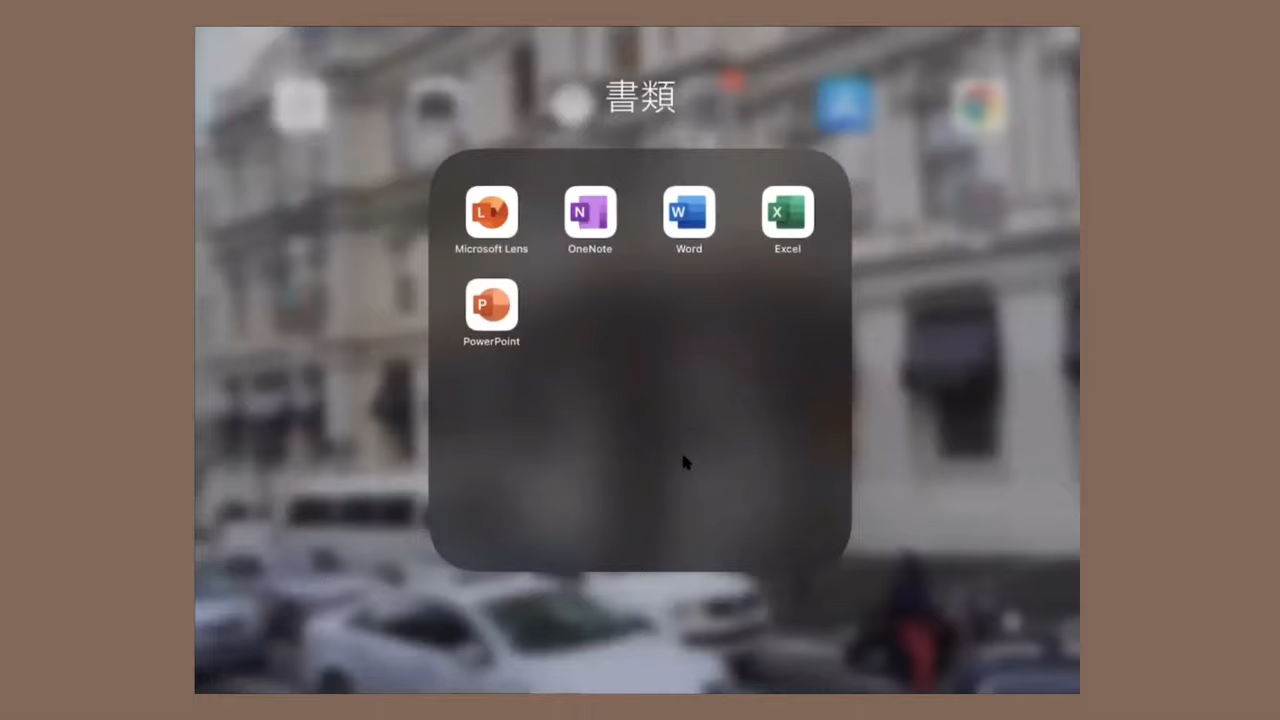 書類
L
N
W
X
Microsoft Lens
OneNote
Word
Excel
P
PowerPoint